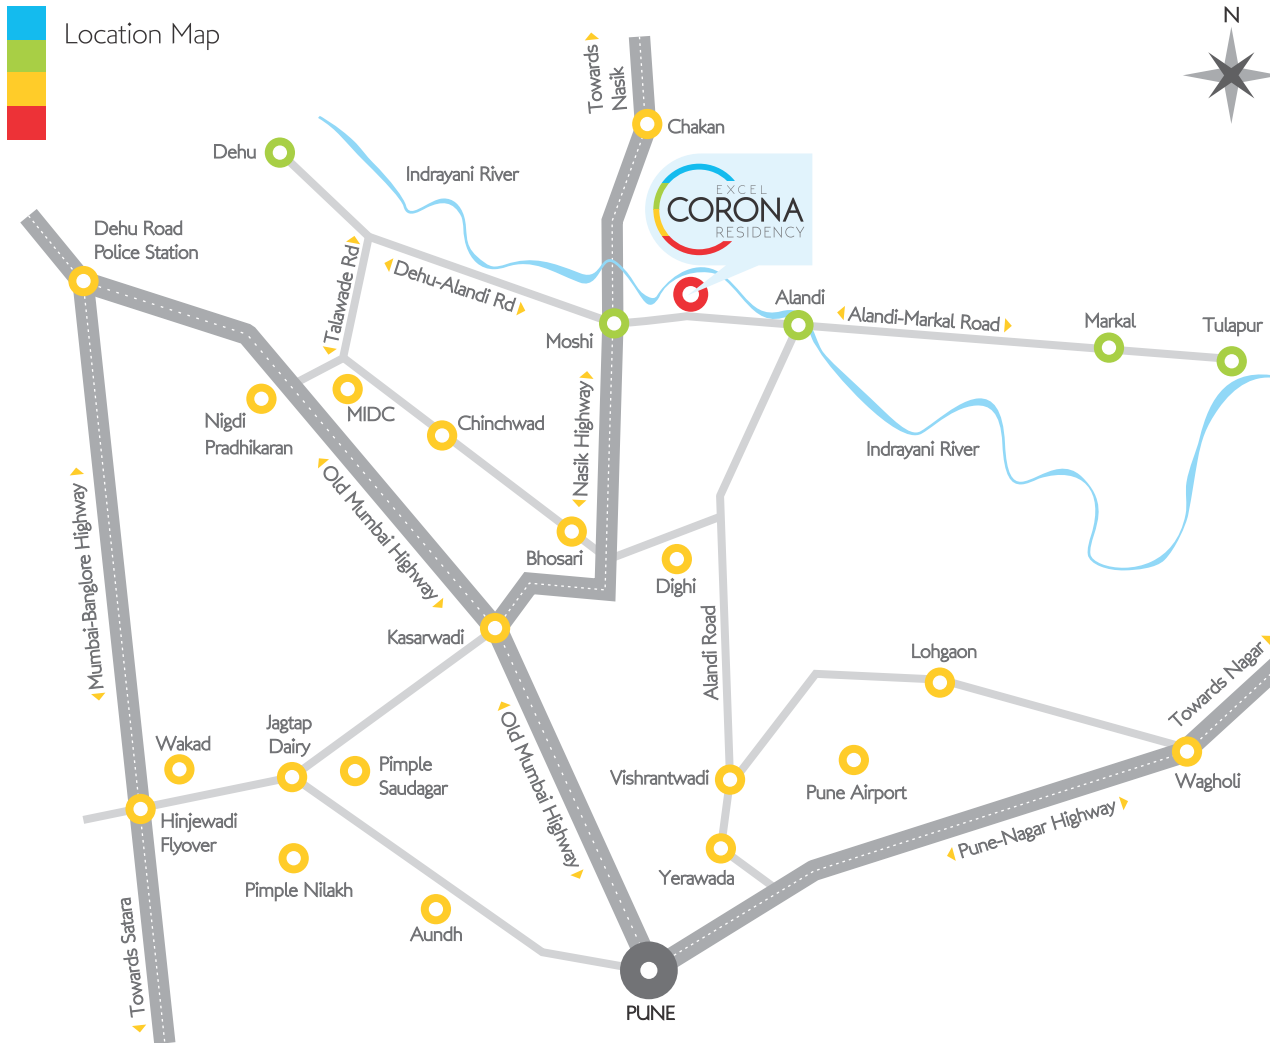 Location Map
N
Towards
Nasik
Chakan
Dehu
Indrayani River
EXCEL
CORONA
RESIDENCY
Dehu Road
Police Station
Talawade Rd
Dehu-Alandi Rd
Alandi
Alandi-Markal Road
Markal
Tulapur
Moshi
Nigdi
Pradhikaran
MIDC
Chinchwad
Nasik Highway
Indrayani River
Old Mumbai Highway
Mumbai-Banglore Highway
Bhosari
Dighi
Kasarwadi
Alandi Road
Lohgaon
Towards Nagar
Jagtap
Dairy
Wakad
Pimple
Saudagar
Old Mumbai Highway
Vishrantwadi
Pune Airport
Wagholi
Hinjewadi
Flyover
Pune-Nagar Highway
Pimple Nilakh
Yerawada
Aundh
Towards Satara
PUNE